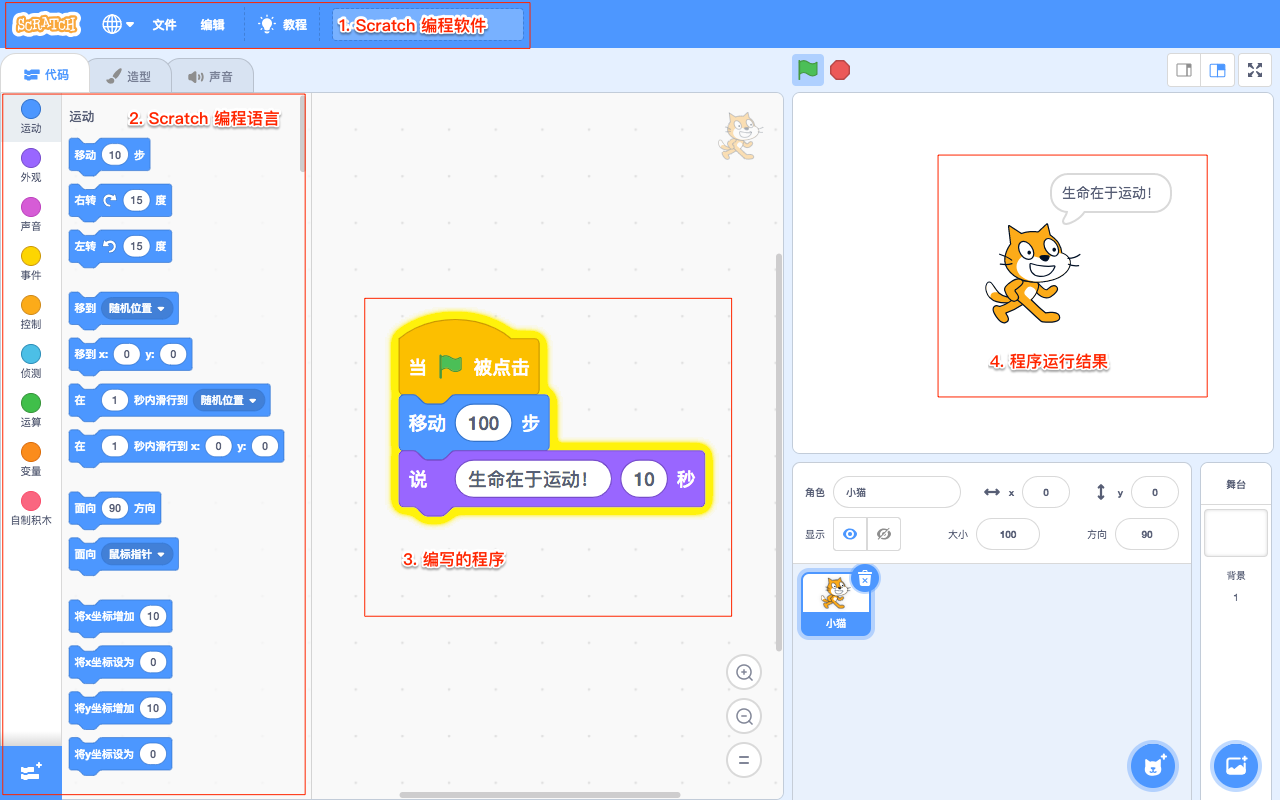 SCRATCH 文件 编辑 教程 1. Scratch 编程软件
代码 造型 声音
运动
外观
声音
事件
控制
侦测
运算
变量
自制积木
运动 2. Scratch 编程语言
移动 10 步
右转 15 度
左转 15 度
移到 随机位置
移到 x: 0 y: 0
在 1 秒内滑行到 随机位置
在 1 秒内滑行到 x: 0 y: 0
面向 90 方向
面向 鼠标指针
将x坐标增加 10
将x坐标设为 0
将y坐标增加 10
将y坐标设为 0
当 被点击
移动 100 步
说 生命在于运动! 10 秒
3. 编写的程序
生命在于运动!
4. 程序运行结果
角色 小猫 x 0 y 0
显示 大小 100 方向 90
小猫
舞台
背景
1